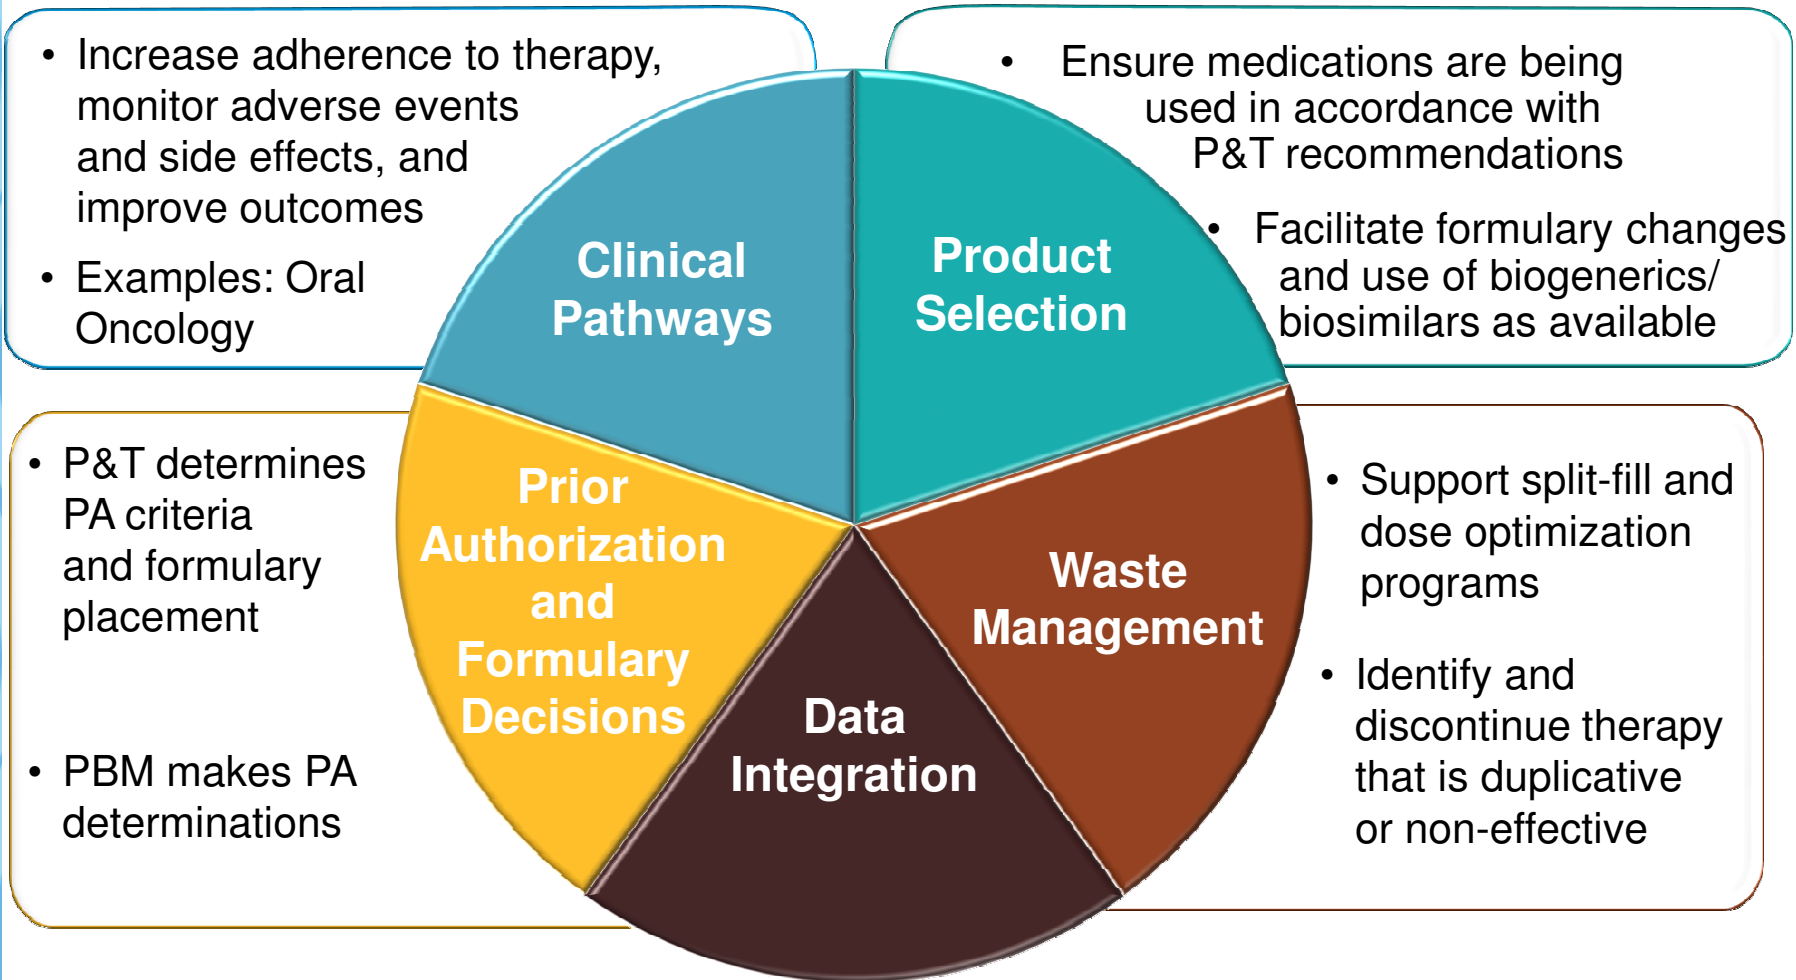 • Increase adherence to therapy,
monitor adverse events
and side effects, and
improve outcomes
• Examples: Oral
Oncology
• Ensure medications are being
used in accordance with
P&T recommendations
• Facilitate formulary changes
and use of biogenerics/
biosimilars as available
Clinical
Pathways
Product
Selection
• P&T determines
PA criteria
and formulary
placement
• PBM makes PA
determinations
Prior
Authorization
and
Formulary
Decisions
Data
Integration
Waste
Management
• Support split-fill and
dose optimization
programs
• Identify and
discontinue therapy
that is duplicative
or non-effective